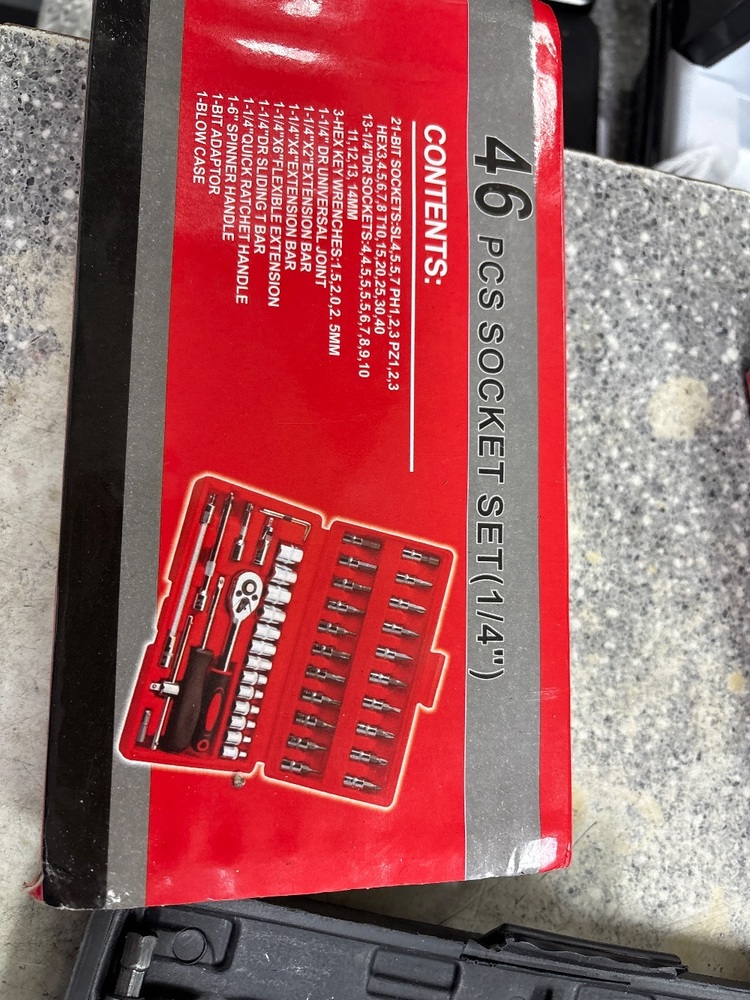 46 PCS SOCKET SET(1/4")
CONTENTS:
21-BIT SOCKETS:SL4,5.5,7 PH1,2,3 PZ1,2,3
HEX3,4,5,6,7,8 T10,15,20,25,30,40
13-1/4"DR SOCKETS:4,4.5,5,5.5,6,7,8,9,10
11,12,13, 14MM
3-HEX KEY WRENCHES:1.5,2.0,2. 5MM
1-1/4" DR UNIVERSAL JOINT
1-1/4"X2"EXTENSION BAR
1-1/4"X4"EXTENSION BAR
1-1/4"X6"FLEXIBLE EXTENSION
1-1/4"DR SLIDING T BAR
1-1/4"QUICK RATCHET HANDLE
1-6" SPINNER HANDLE
1-BIT ADAPTOR
1-BLOW CASE